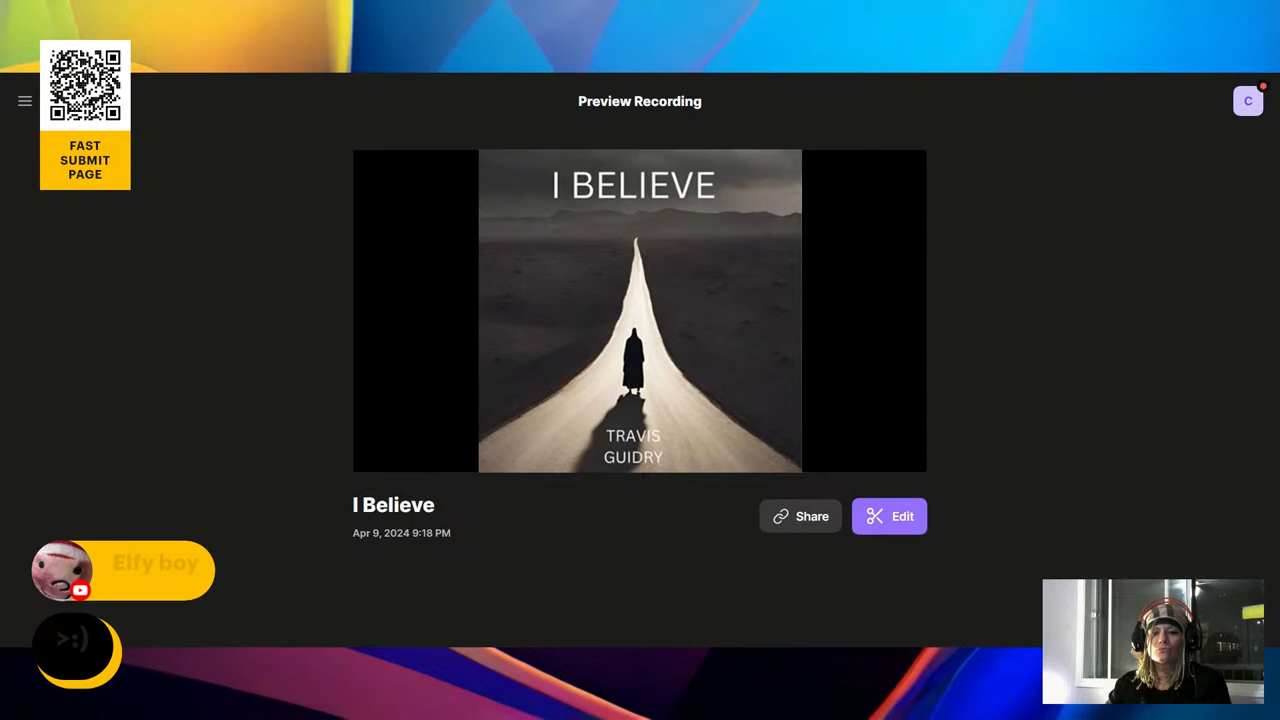 FAST
SUBMIT
PAGE
Preview Recording
C
I BELIEVE
TRAVIS
GUIDRY
I Believe
Apr 9, 2024 9:18 PM
Share
Edit
Elfy boy
>:)